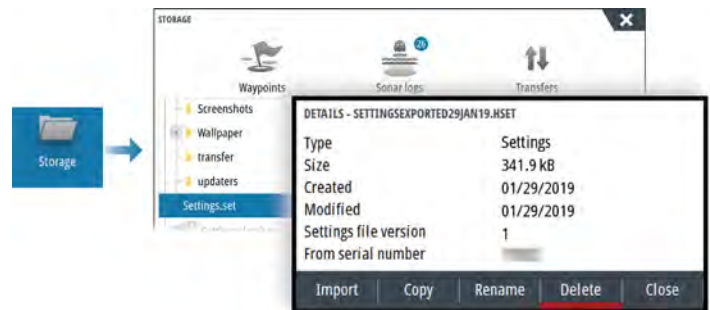 STORAGE
26
Waypoints Sonar logs Transfers
Screenshots
Wallpaper
transfer
updaters
Settings.set
Storage
DETAILS - SETTINGSEXPORTED29JAN19.HSET
Type Settings
Size 341.9 kB
Created 01/29/2019
Modified 01/29/2019
Settings file version 1
From serial number
Import Copy Rename Delete Close